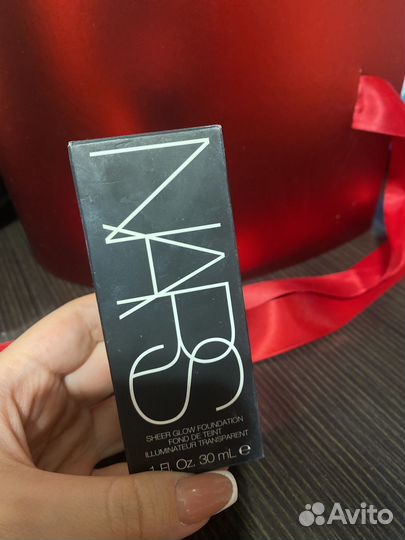 NARS
SHEER GLOW FOUNDATION
FOND DE TEINT
ILLUMINATEUR TRANSPARENT
1 FL. OZ. 30 mL e
Avito